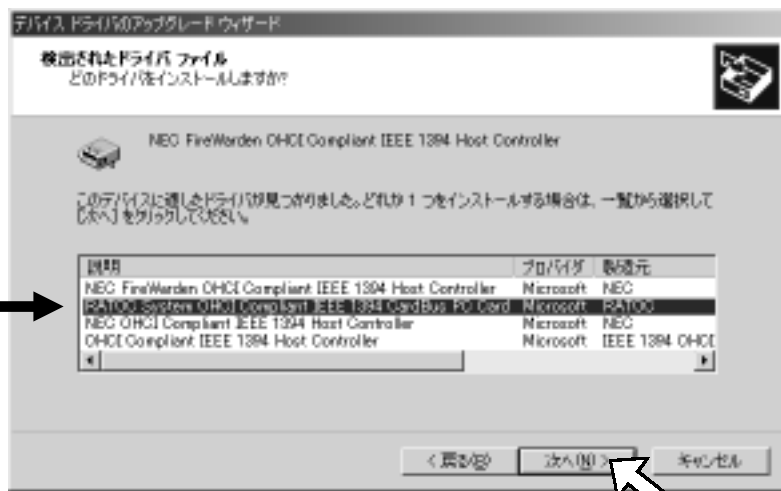 デバイス ドライバのアップグレード ウィザード
検出されたドライバ ファイル
どのドライバをインストールしますか?
NEC FireWarden OHCI Compliant IEEE 1394 Host Controller
このデバイスに適したドライバが見つかりました。どれか 1 つをインストールする場合は、一覧から選択して
[次へ] をクリックしてください。
説明 プロバイダ 製造元
NEC FireWarden OHCI Compliant IEEE 1394 Host Controller Microsoft NEC
RATOC System OHCI Compliant IEEE 1394 CardBus PC Card Microsoft RATOC
NEC OHCI Compliant IEEE 1394 Host Controller Microsoft NEC
OHCI Compliant IEEE 1394 Host Controller Microsoft IEEE 1394 OHCI
< 戻る(B) 次へ(N) > キャンセル